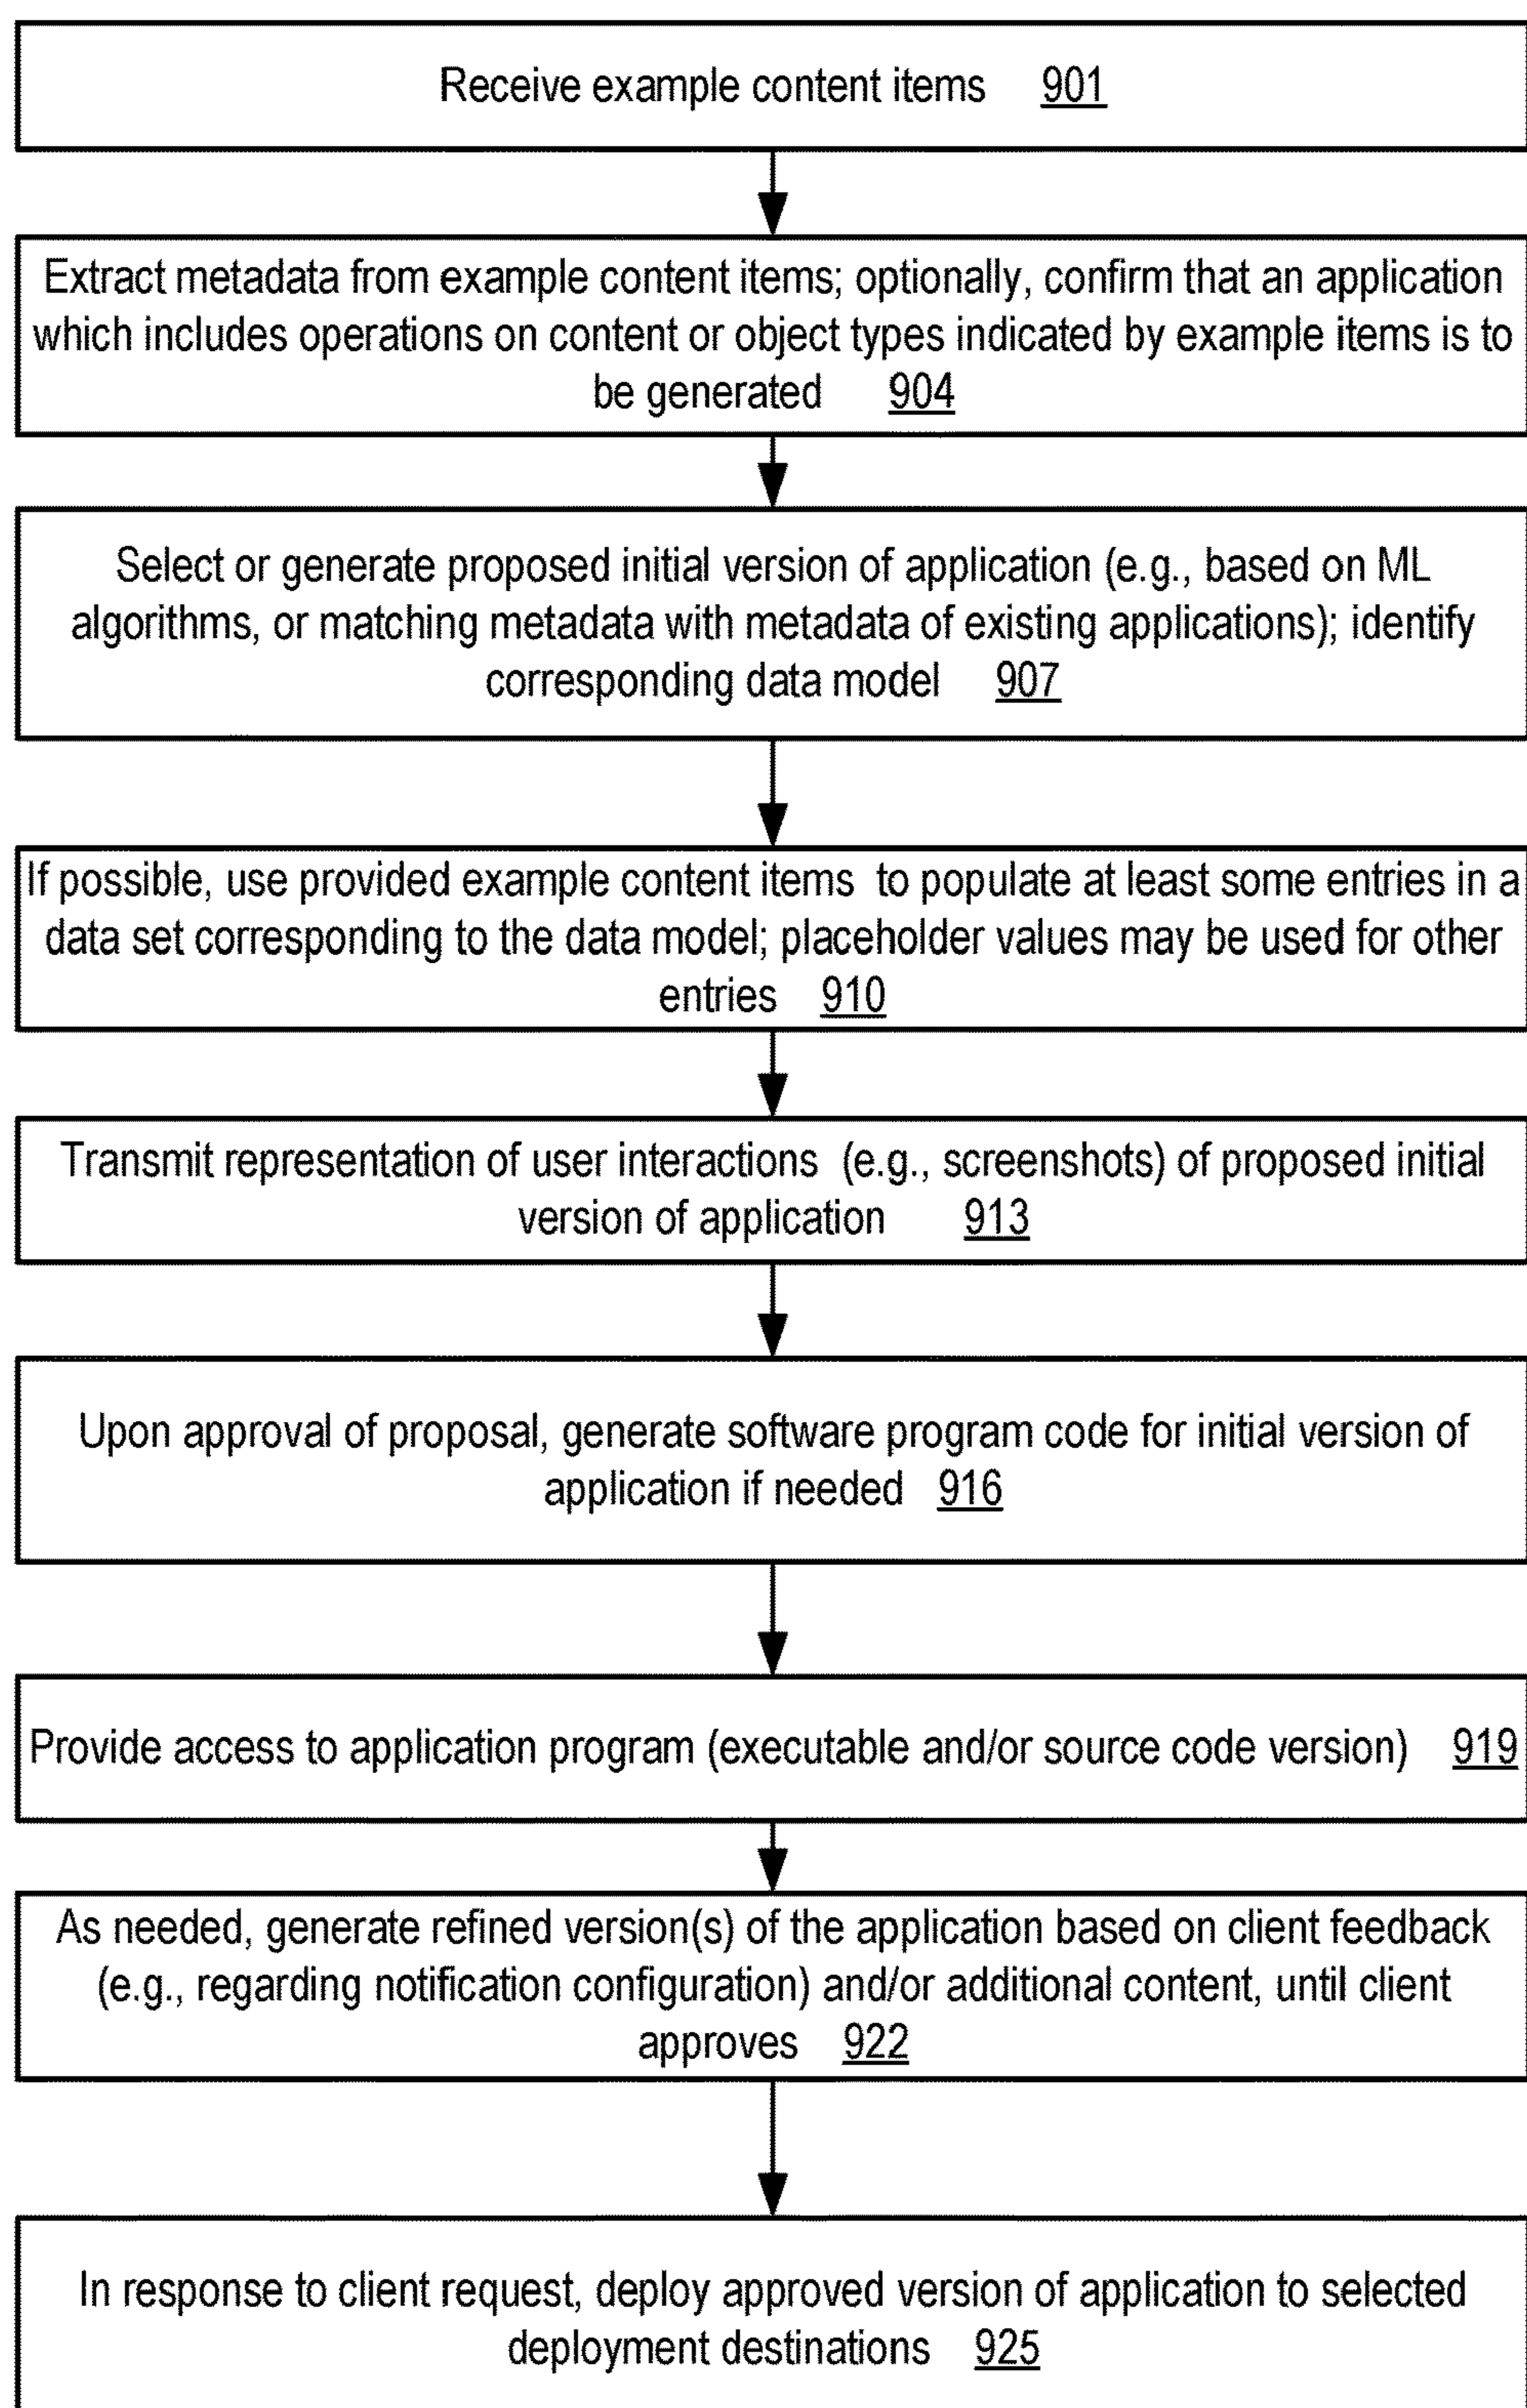 Receive example content items 901
Extract metadata from example content items; optionally, confirm that an application
which includes operations on content or object types indicated by example items is to
be generated 904
Select or generate proposed initial version of application (e.g., based on ML
algorithms, or matching metadata with metadata of existing applications); identify
corresponding data model 907
If possible, use provided example content items to populate at least some entries in a
data set corresponding to the data model; placeholder values may be used for other
entries 910
Transmit representation of user interactions (e.g., screenshots) of proposed initial
version of application 913
Upon approval of proposal, generate software program code for initial version of
application if needed 916
Provide access to application program (executable and/or source code version) 919
As needed, generate refined version(s) of the application based on client feedback
(e.g., regarding notification configuration) and/or additional content, until client
approves 922
In response to client request, deploy approved version of application to selected
deployment destinations 925